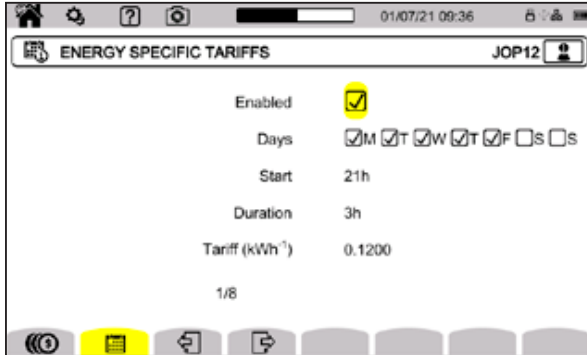 01/07/21 09:36
ENERGY SPECIFIC TARIFFS JOP12
Enabled
Days M T W T F S S
Start 21h
Duration 3h
Tariff (kWh⁻¹) 0.1200
1/8